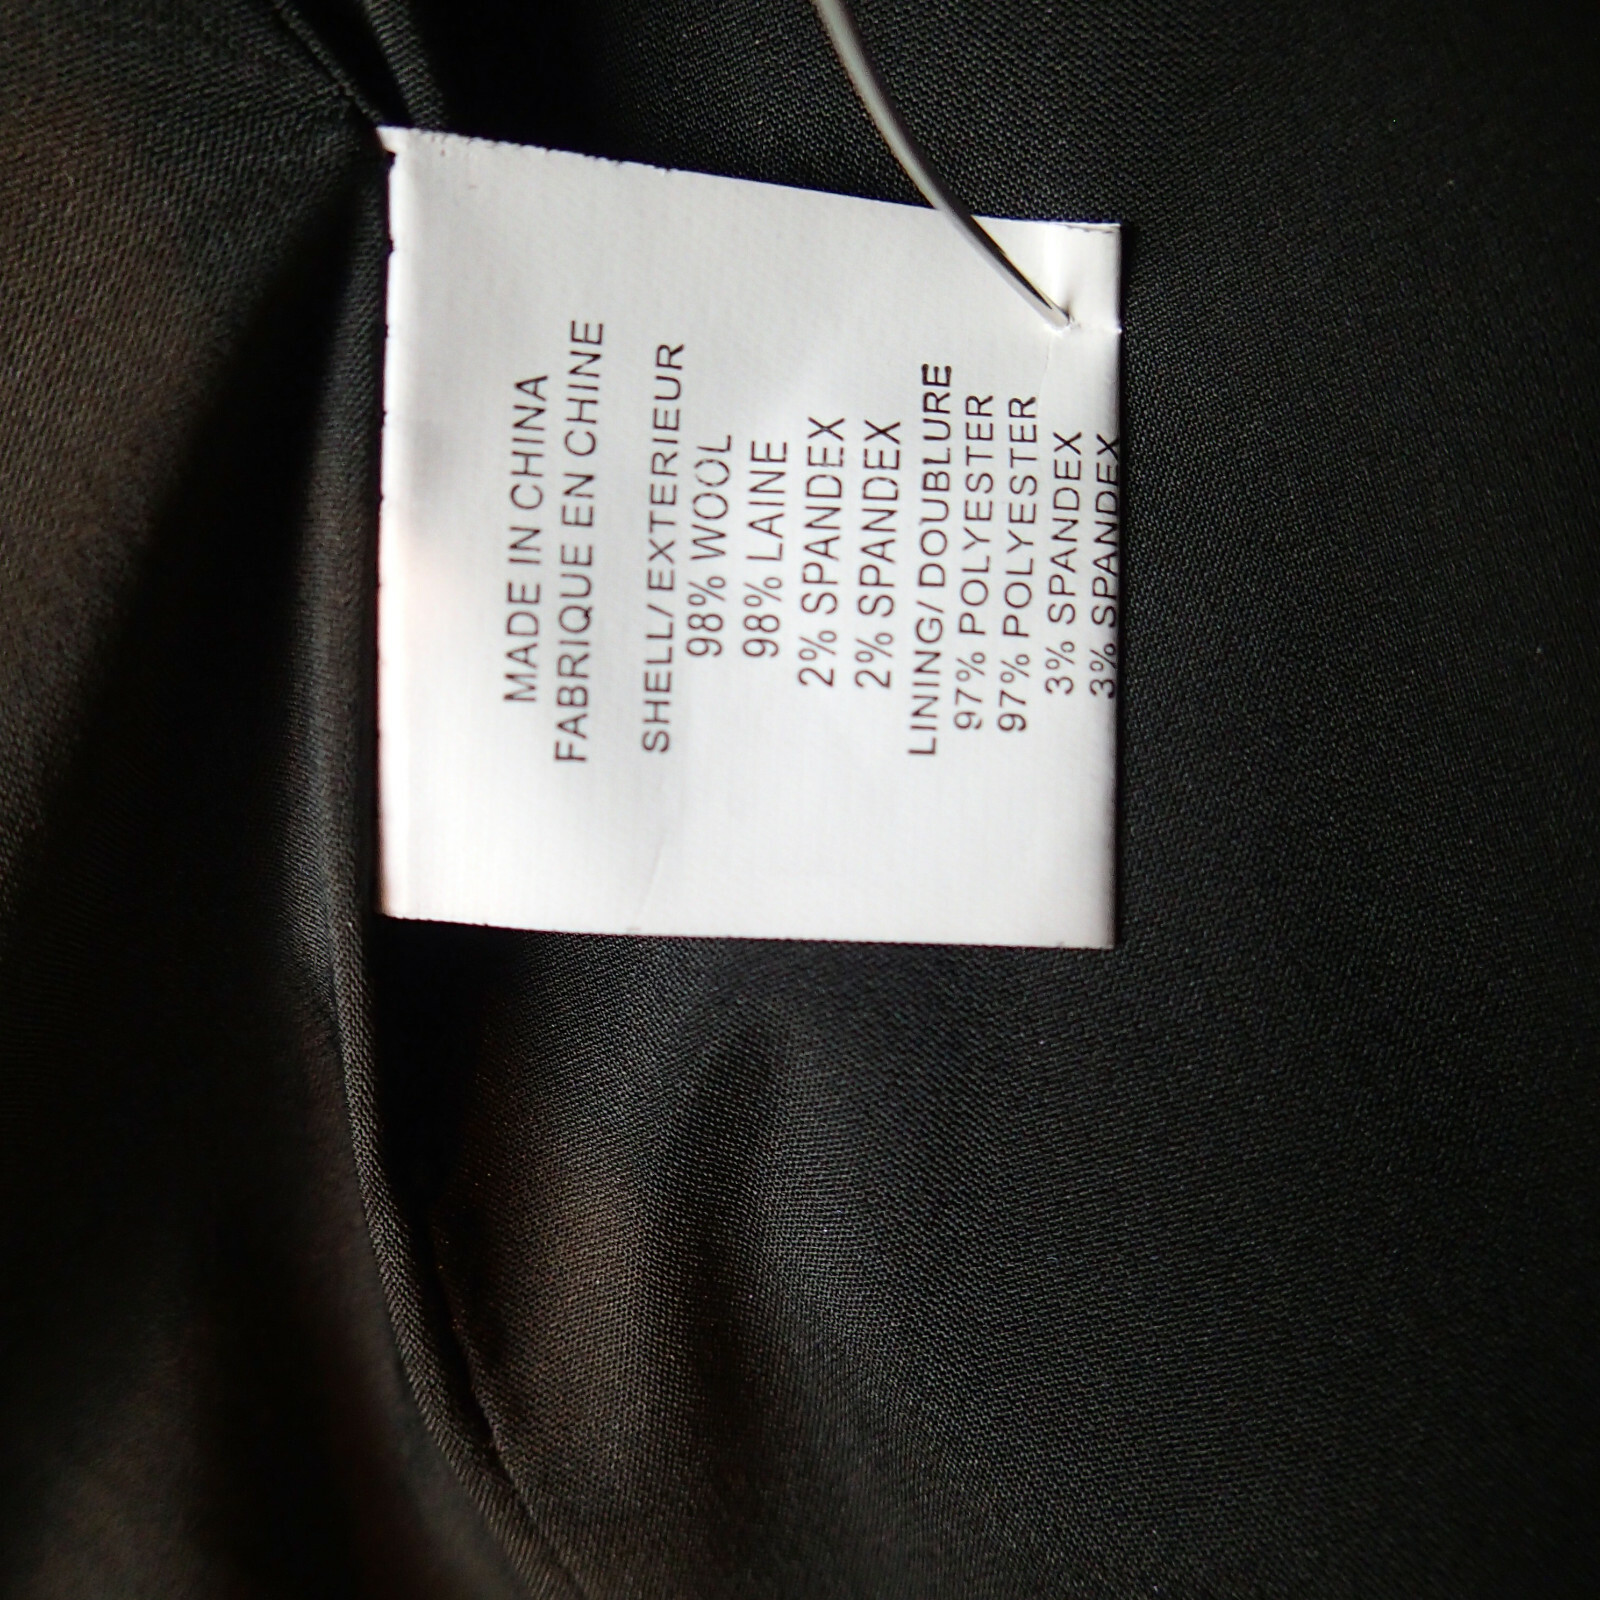 MADE IN CHINA
FABRIQUE EN CHINE
SHELL/ EXTERIEUR
98% WOOL
98% LAINE
2% SPANDEX
2% SPANDEX
LINING/ DOUBLURE
97% POLYESTER
97% POLYESTER
3% SPANDEX
3% SPANDEX